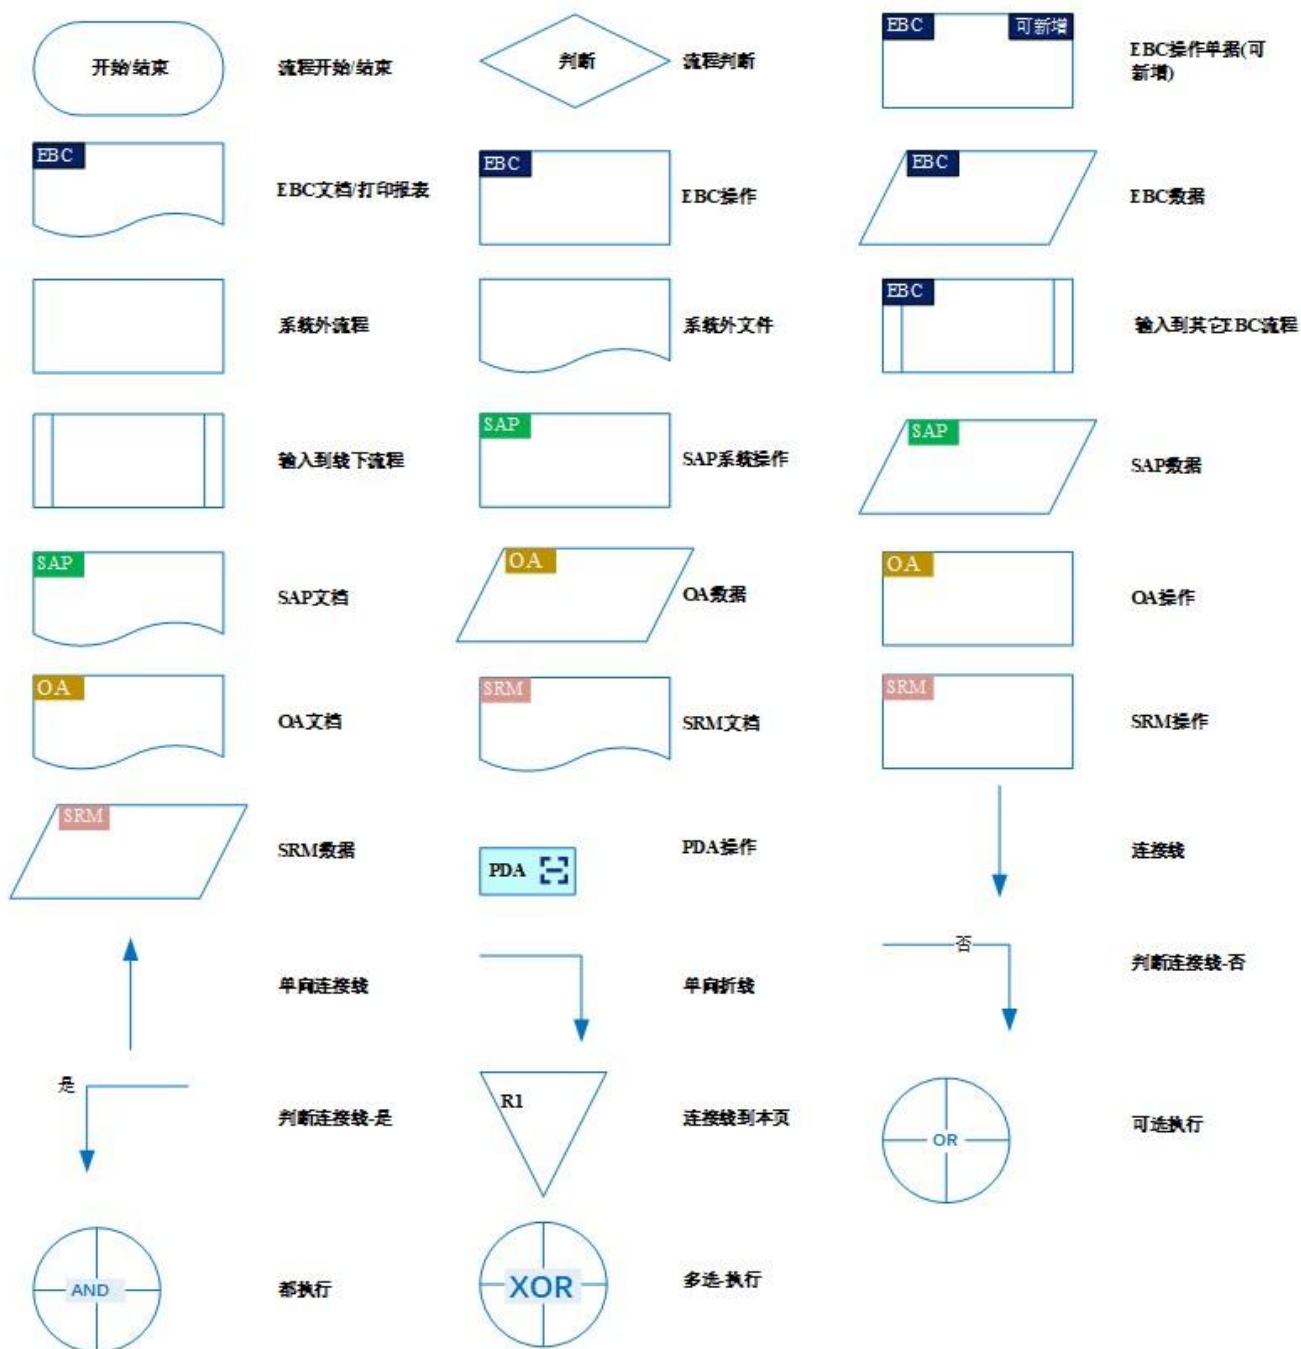 开始/结束
流程开始/结束
判断
流程判断
EBC
可新增
EBC操作单据(可
新增)
EBC
EBC文档/打印报表
EBC
EBC操作
EBC
EBC数据
系统外流程
系统外文件
EBC
输入到其它EBC流程
输入到线下流程
SAP
SAP系统操作
SAP
SAP数据
SAP
SAP文档
OA
OA数据
OA
OA操作
OA
OA文档
SRM
SRM文档
SRM
SRM操作
SRM
SRM数据
PDA
PDA操作
连接线
单向连接线
单向折线
否
判断连接线-否
是
判断连接线-是
R1
连接线到本页
OR
可选执行
AND
都执行
XOR
多选-执行